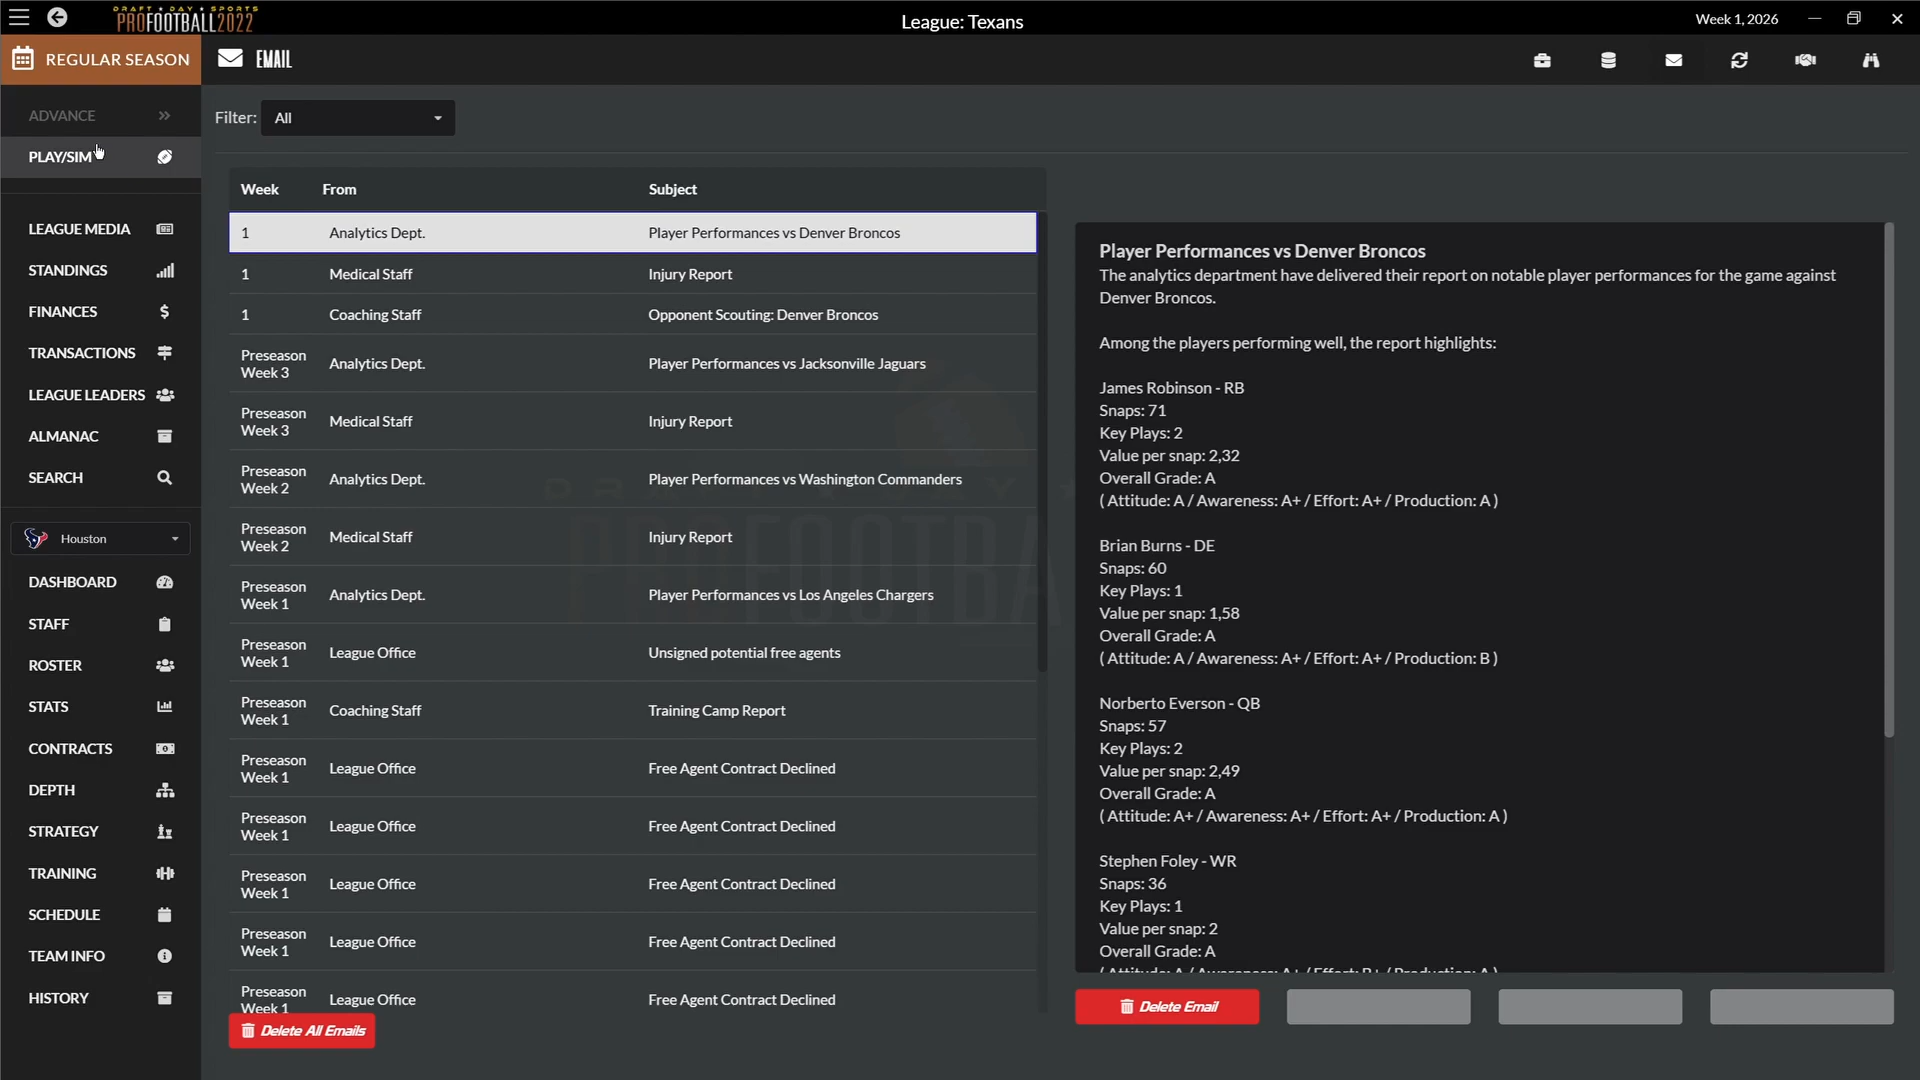 DRAFT ★ DAY ★ SPORTS
PROFOOTBALL2022
League: Texans
Week 1, 2026
REGULAR SEASON
EMAIL
ADVANCE
PLAY/SIM
LEAGUE MEDIA
STANDINGS
FINANCES
TRANSACTIONS
LEAGUE LEADERS
ALMANAC
SEARCH
Houston
DASHBOARD
STAFF
ROSTER
STATS
CONTRACTS
DEPTH
STRATEGY
TRAINING
SCHEDULE
TEAM INFO
HISTORY
Filter: All
Week From Subject
1 Analytics Dept. Player Performances vs Denver Broncos
1 Medical Staff Injury Report
1 Coaching Staff Opponent Scouting: Denver Broncos
Preseason
Week 3 Analytics Dept. Player Performances vs Jacksonville Jaguars
Preseason
Week 3 Medical Staff Injury Report
Preseason
Week 2 Analytics Dept. Player Performances vs Washington Commanders
Preseason
Week 2 Medical Staff Injury Report
Preseason
Week 1 Analytics Dept. Player Performances vs Los Angeles Chargers
Preseason
Week 1 League Office Unsigned potential free agents
Preseason
Week 1 Coaching Staff Training Camp Report
Preseason
Week 1 League Office Free Agent Contract Declined
Preseason
Week 1 League Office Free Agent Contract Declined
Preseason
Week 1 League Office Free Agent Contract Declined
Preseason
Week 1 League Office Free Agent Contract Declined
Preseason
Week 1 League Office Free Agent Contract Declined
Delete All Emails
Player Performances vs Denver Broncos
The analytics department have delivered their report on notable player performances for the game against
Denver Broncos.
Among the players performing well, the report highlights:
James Robinson - RB
Snaps: 71
Key Plays: 2
Value per snap: 2,32
Overall Grade: A
( Attitude: A / Awareness: A+ / Effort: A+ / Production: A )
Brian Burns - DE
Snaps: 60
Key Plays: 1
Value per snap: 1,58
Overall Grade: A
( Attitude: A / Awareness: A+ / Effort: A+ / Production: B )
Norberto Everson - QB
Snaps: 57
Key Plays: 2
Value per snap: 2,49
Overall Grade: A
( Attitude: A+ / Awareness: A+ / Effort: A+ / Production: A )
Stephen Foley - WR
Snaps: 36
Key Plays: 1
Value per snap: 2
Overall Grade: A
( Attitude: A / Awareness: A+ / Effort: B+ / Production: A )
Delete Email